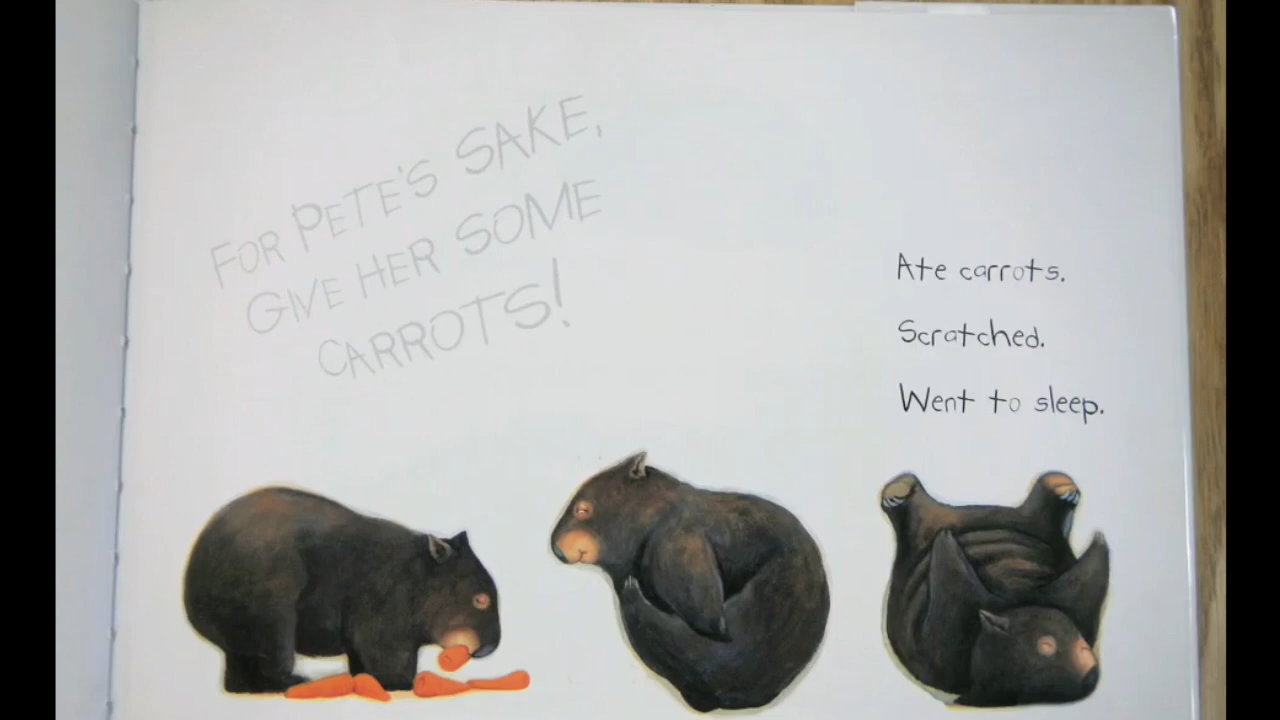 FOR PETE'S SAKE,
GIVE HER SOME
CARROTS!
Ate carrots.
Scratched.
Went to sleep.